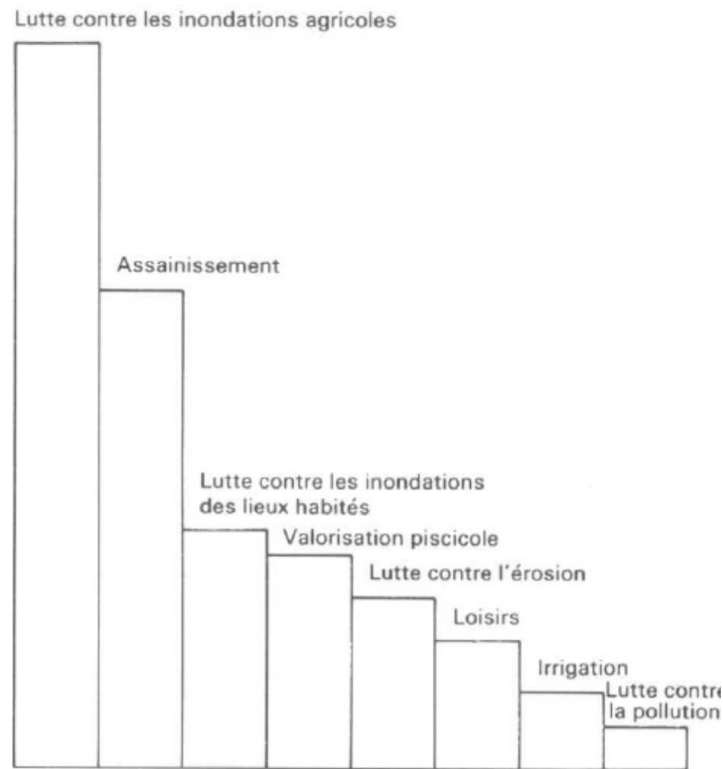 Lutte contre les inondations agricoles
Assainissement
Lutte contre les inondations
des lieux habités
Valorisation piscicole
Lutte contre l'érosion
Loisirs
Irrigation
Lutte contre
la pollution